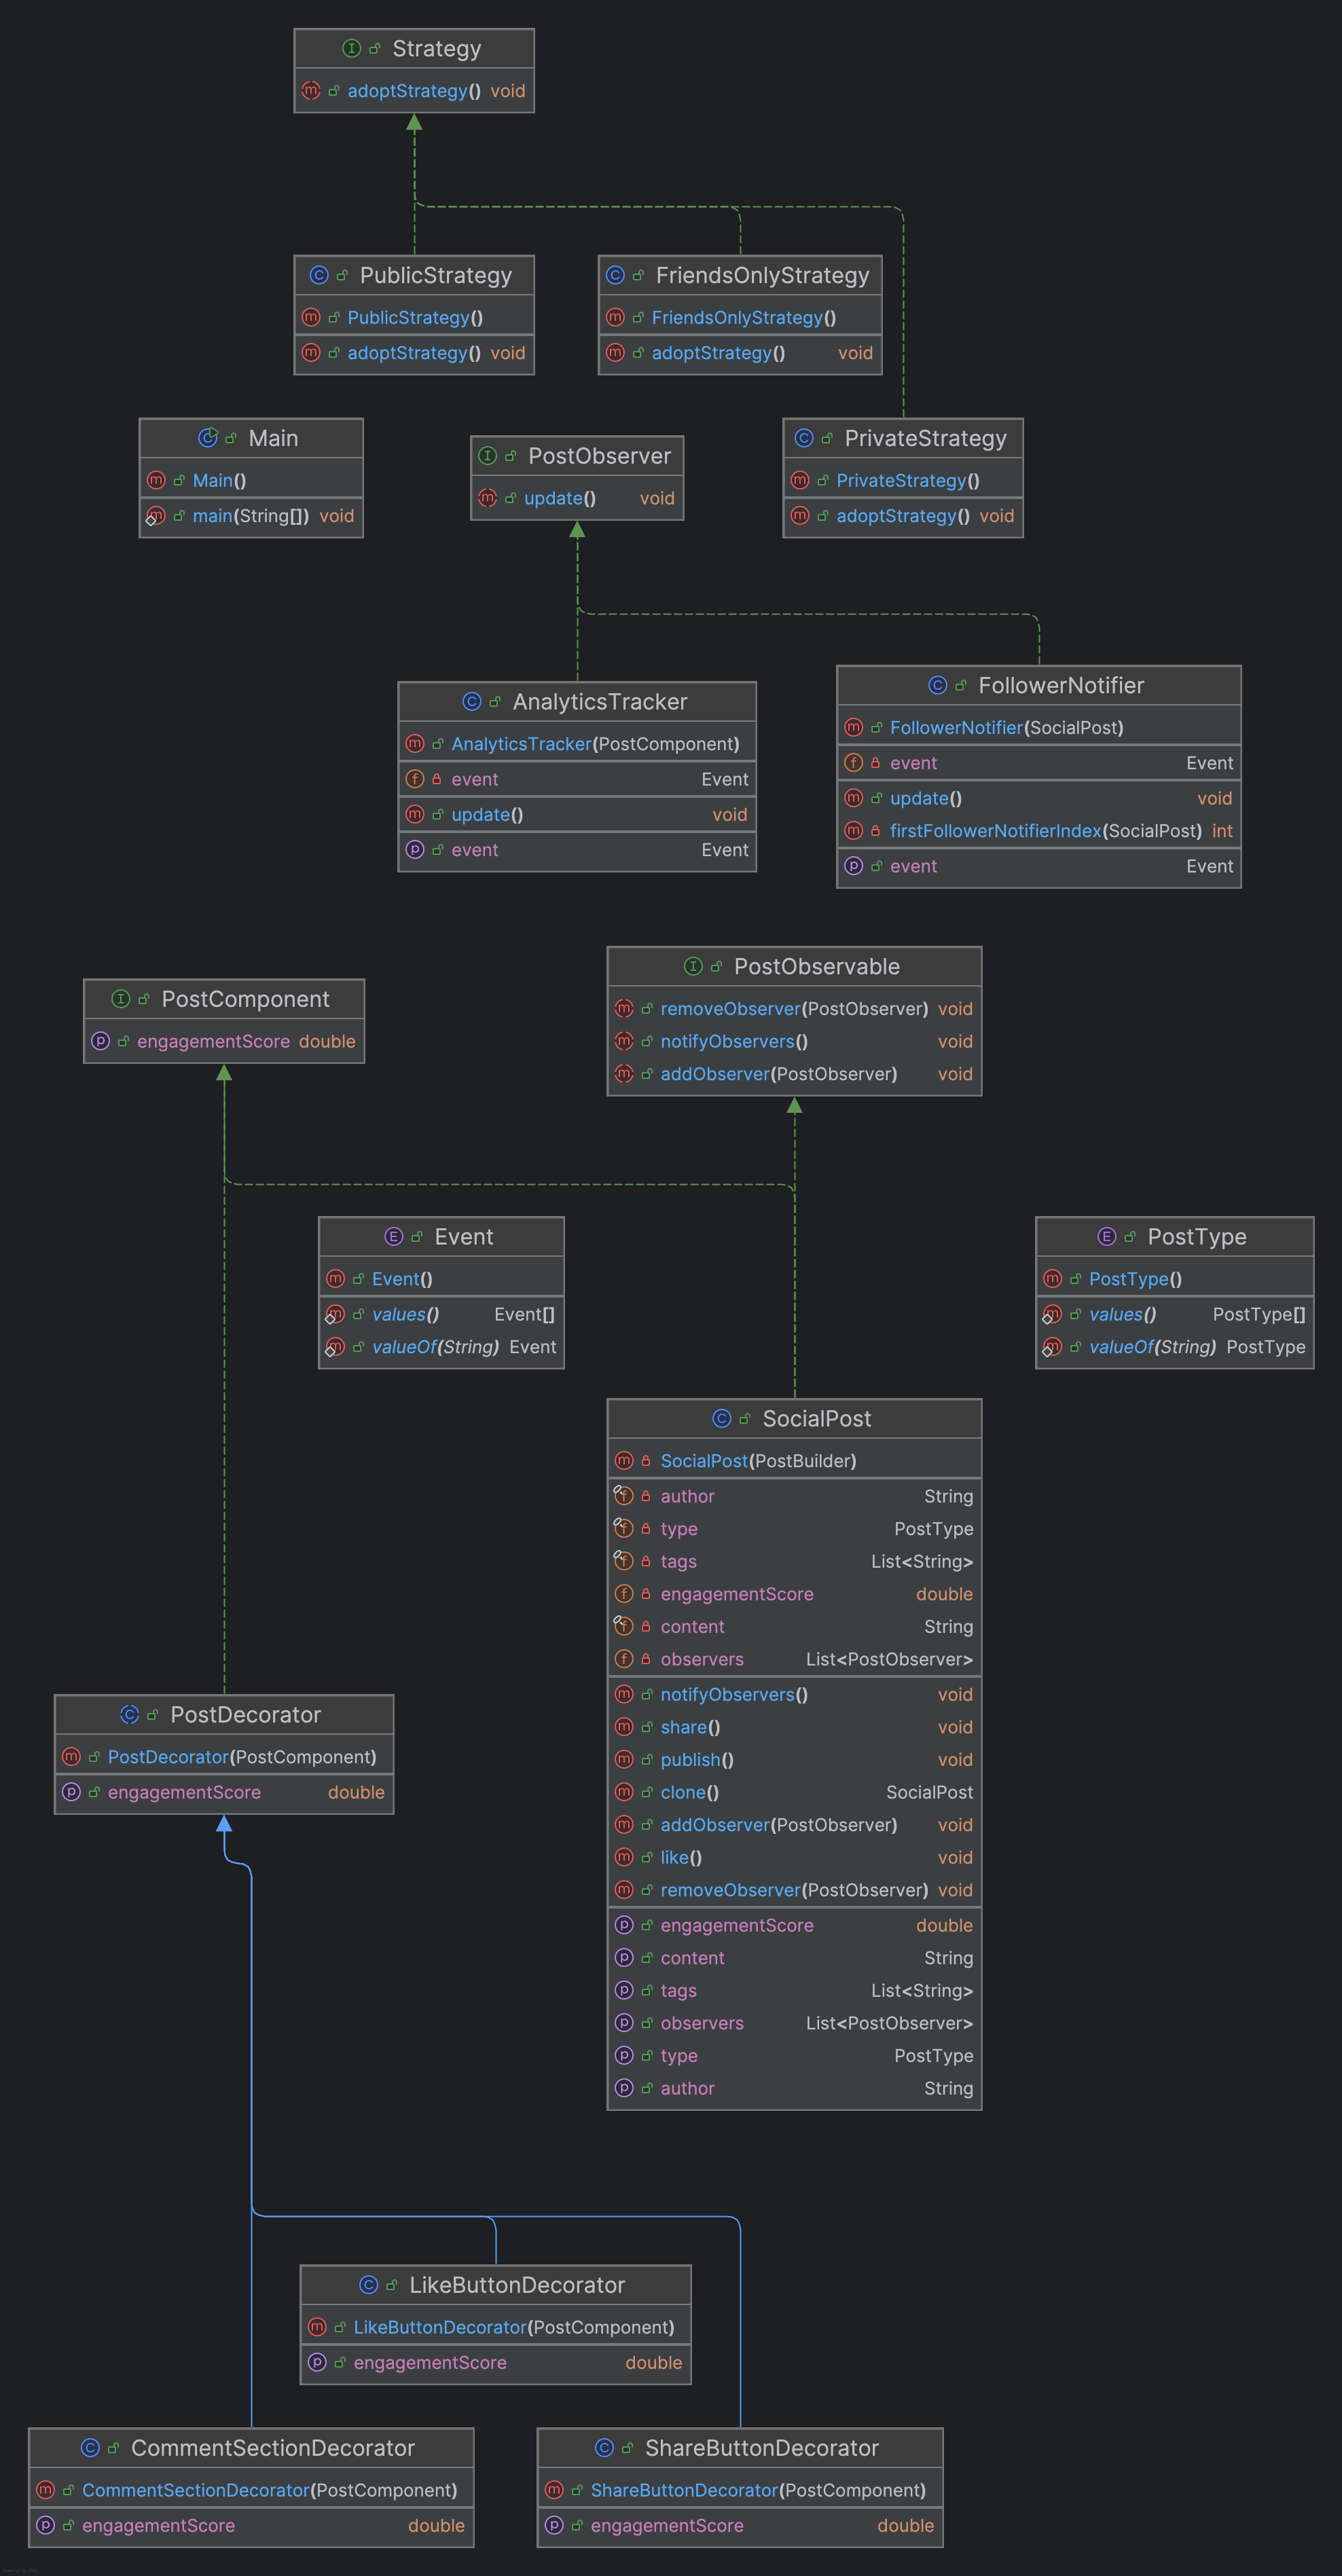 Strategy
adoptStrategy() void
PublicStrategy
PublicStrategy()
adoptStrategy() void
FriendsOnlyStrategy
FriendsOnlyStrategy()
adoptStrategy() void
Main
Main()
main(String[]) void
PostObserver
update() void
PrivateStrategy
PrivateStrategy()
adoptStrategy() void
AnalyticsTracker
AnalyticsTracker(PostComponent)
event Event
update() void
event Event
FollowerNotifier
FollowerNotifier(SocialPost)
event Event
update() void
firstFollowerNotifierIndex(SocialPost) int
event Event
PostComponent
engagementScore double
PostObservable
removeObserver(PostObserver) void
notifyObservers() void
addObserver(PostObserver) void
Event
Event()
values() Event[]
valueOf(String) Event
PostType
PostType()
values() PostType[]
valueOf(String) PostType
SocialPost
SocialPost(PostBuilder)
author String
type PostType
tags List<String>
engagementScore double
content String
observers List<PostObserver>
notifyObservers() void
share() void
publish() void
clone() SocialPost
addObserver(PostObserver) void
like() void
removeObserver(PostObserver) void
engagementScore double
content String
tags List<String>
observers List<PostObserver>
type PostType
author String
PostDecorator
PostDecorator(PostComponent)
engagementScore double
LikeButtonDecorator
LikeButtonDecorator(PostComponent)
engagementScore double
CommentSectionDecorator
CommentSectionDecorator(PostComponent)
engagementScore double
ShareButtonDecorator
ShareButtonDecorator(PostComponent)
engagementScore double